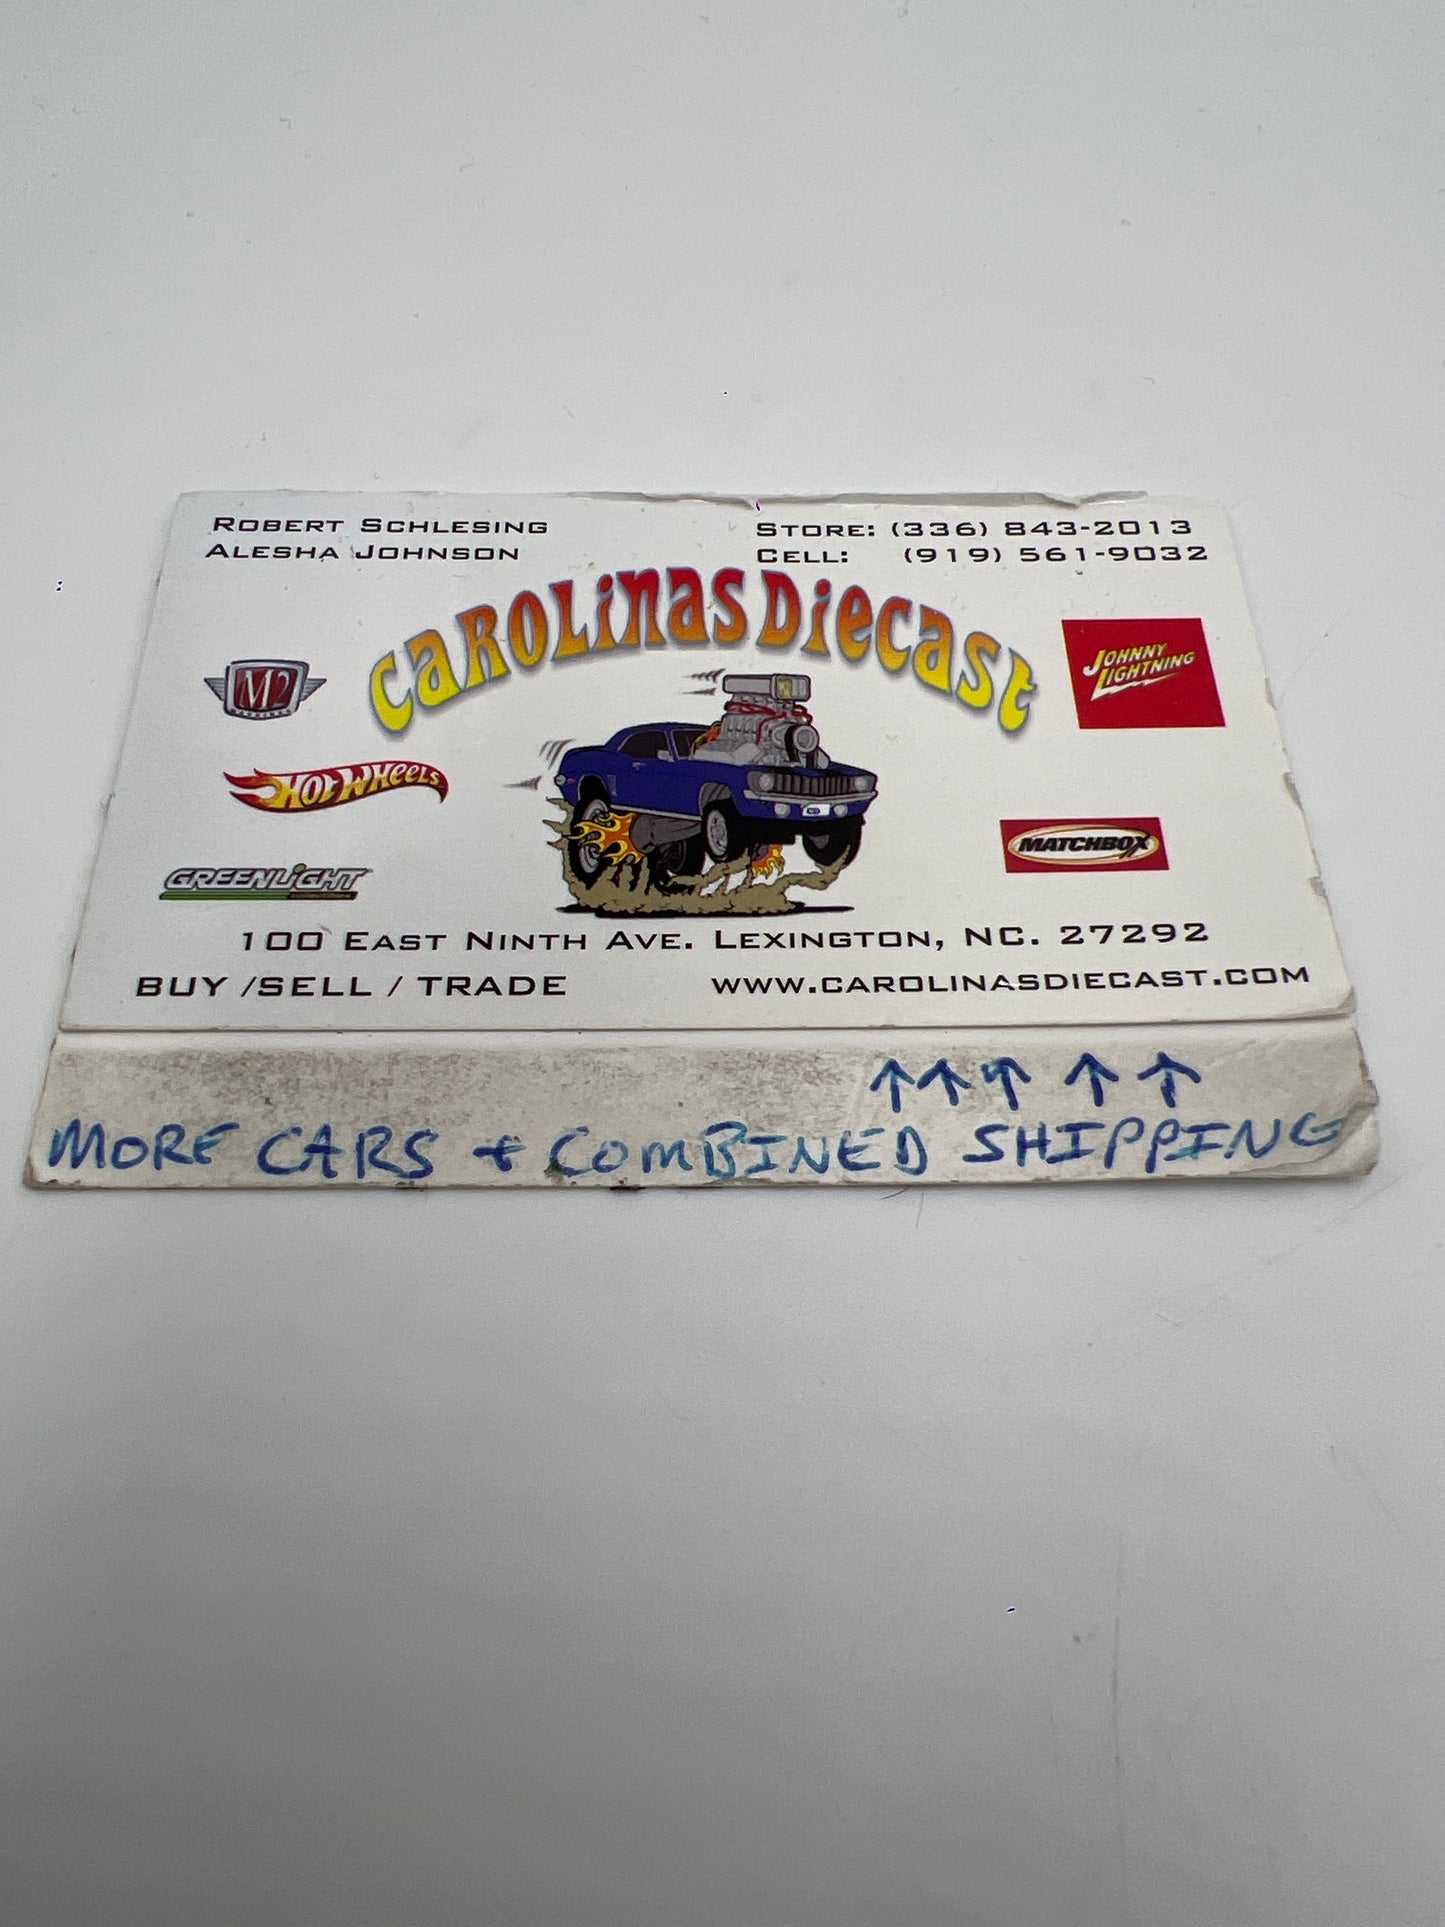 ROBERT SCHLESING
ALESHA JOHNSON
STORE: (336) 843-2013
CELL: (919) 561-9032
CAROLINAS DIECAST
M2
JOHNNY LIGHTNING
HOT WHEELS
MATCHBOX
GREENLIGHT
100 EAST NINTH AVE. LEXINGTON, NC. 27292
BUY /SELL / TRADE
WWW.CAROLINASDIECAST.COM
↑↑↑↑↑
MORE CARS + COMBINED SHIPPING